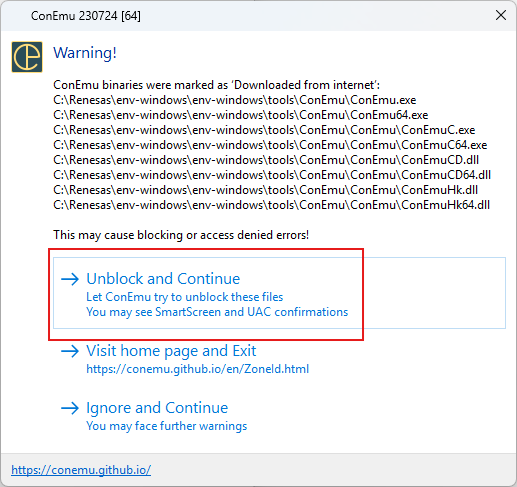 ConEmu 230724 [64]
Warning!
ConEmu binaries were marked as ‘Downloaded from internet’:
C:\Renesas\env-windows\env-windows\tools\ConEmu\ConEmu.exe
C:\Renesas\env-windows\env-windows\tools\ConEmu\ConEmu64.exe
C:\Renesas\env-windows\env-windows\tools\ConEmu\ConEmu\ConEmuC.exe
C:\Renesas\env-windows\env-windows\tools\ConEmu\ConEmu\ConEmuC64.exe
C:\Renesas\env-windows\env-windows\tools\ConEmu\ConEmu\ConEmuCD.dll
C:\Renesas\env-windows\env-windows\tools\ConEmu\ConEmu\ConEmuCD64.dll
C:\Renesas\env-windows\env-windows\tools\ConEmu\ConEmu\ConEmuHk.dll
C:\Renesas\env-windows\env-windows\tools\ConEmu\ConEmu\ConEmuHk64.dll
This may cause blocking or access denied errors!
Unblock and Continue
Let ConEmu try to unblock these files
You may see SmartScreen and UAC confirmations
Visit home page and Exit
https://conemu.github.io/en/ZoneId.html
Ignore and Continue
You may face further warnings
https://conemu.github.io/